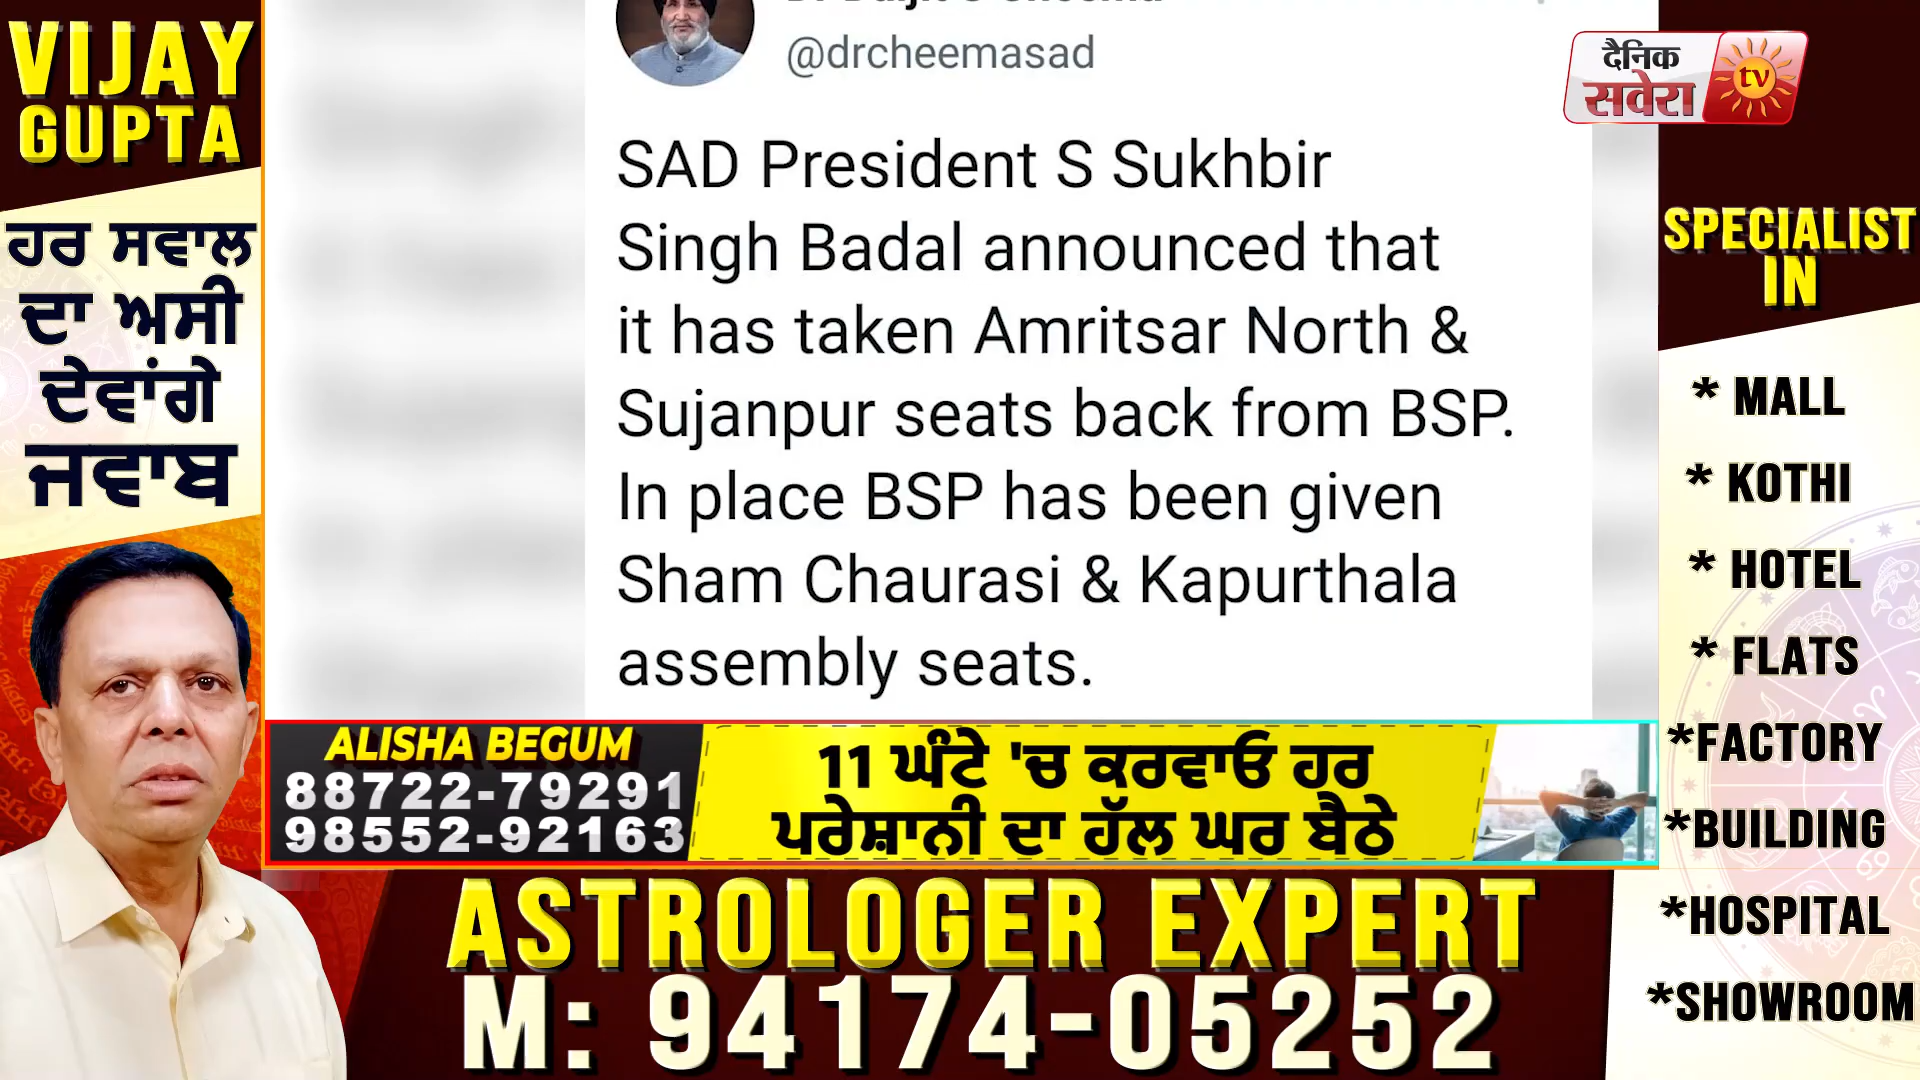 VIJAY
GUPTA
ਹਰ ਸਵਾਲ
ਦਾ ਅਸੀ
ਦੇਵਾਂਗੇ
ਜਵਾਬ
@drcheemasad
SAD President S Sukhbir
Singh Badal announced that
it has taken Amritsar North &
Sujanpur seats back from BSP.
In place BSP has been given
Sham Chaurasi & Kapurthala
assembly seats.
दैनिक
सवेरा
tv
SPECIALIST
IN
* MALL
* KOTHI
* HOTEL
* FLATS
*FACTORY
*BUILDING
*HOSPITAL
*SHOWROOM
ALISHA BEGUM
88722-79291
98552-92163
11 ਘੰਟੇ 'ਚ ਕਰਵਾਓ ਹਰ
ਪਰੇਸ਼ਾਨੀ ਦਾ ਹੱਲ ਘਰ ਬੈਠੇ
ASTROLOGER EXPERT
M: 94174-05252